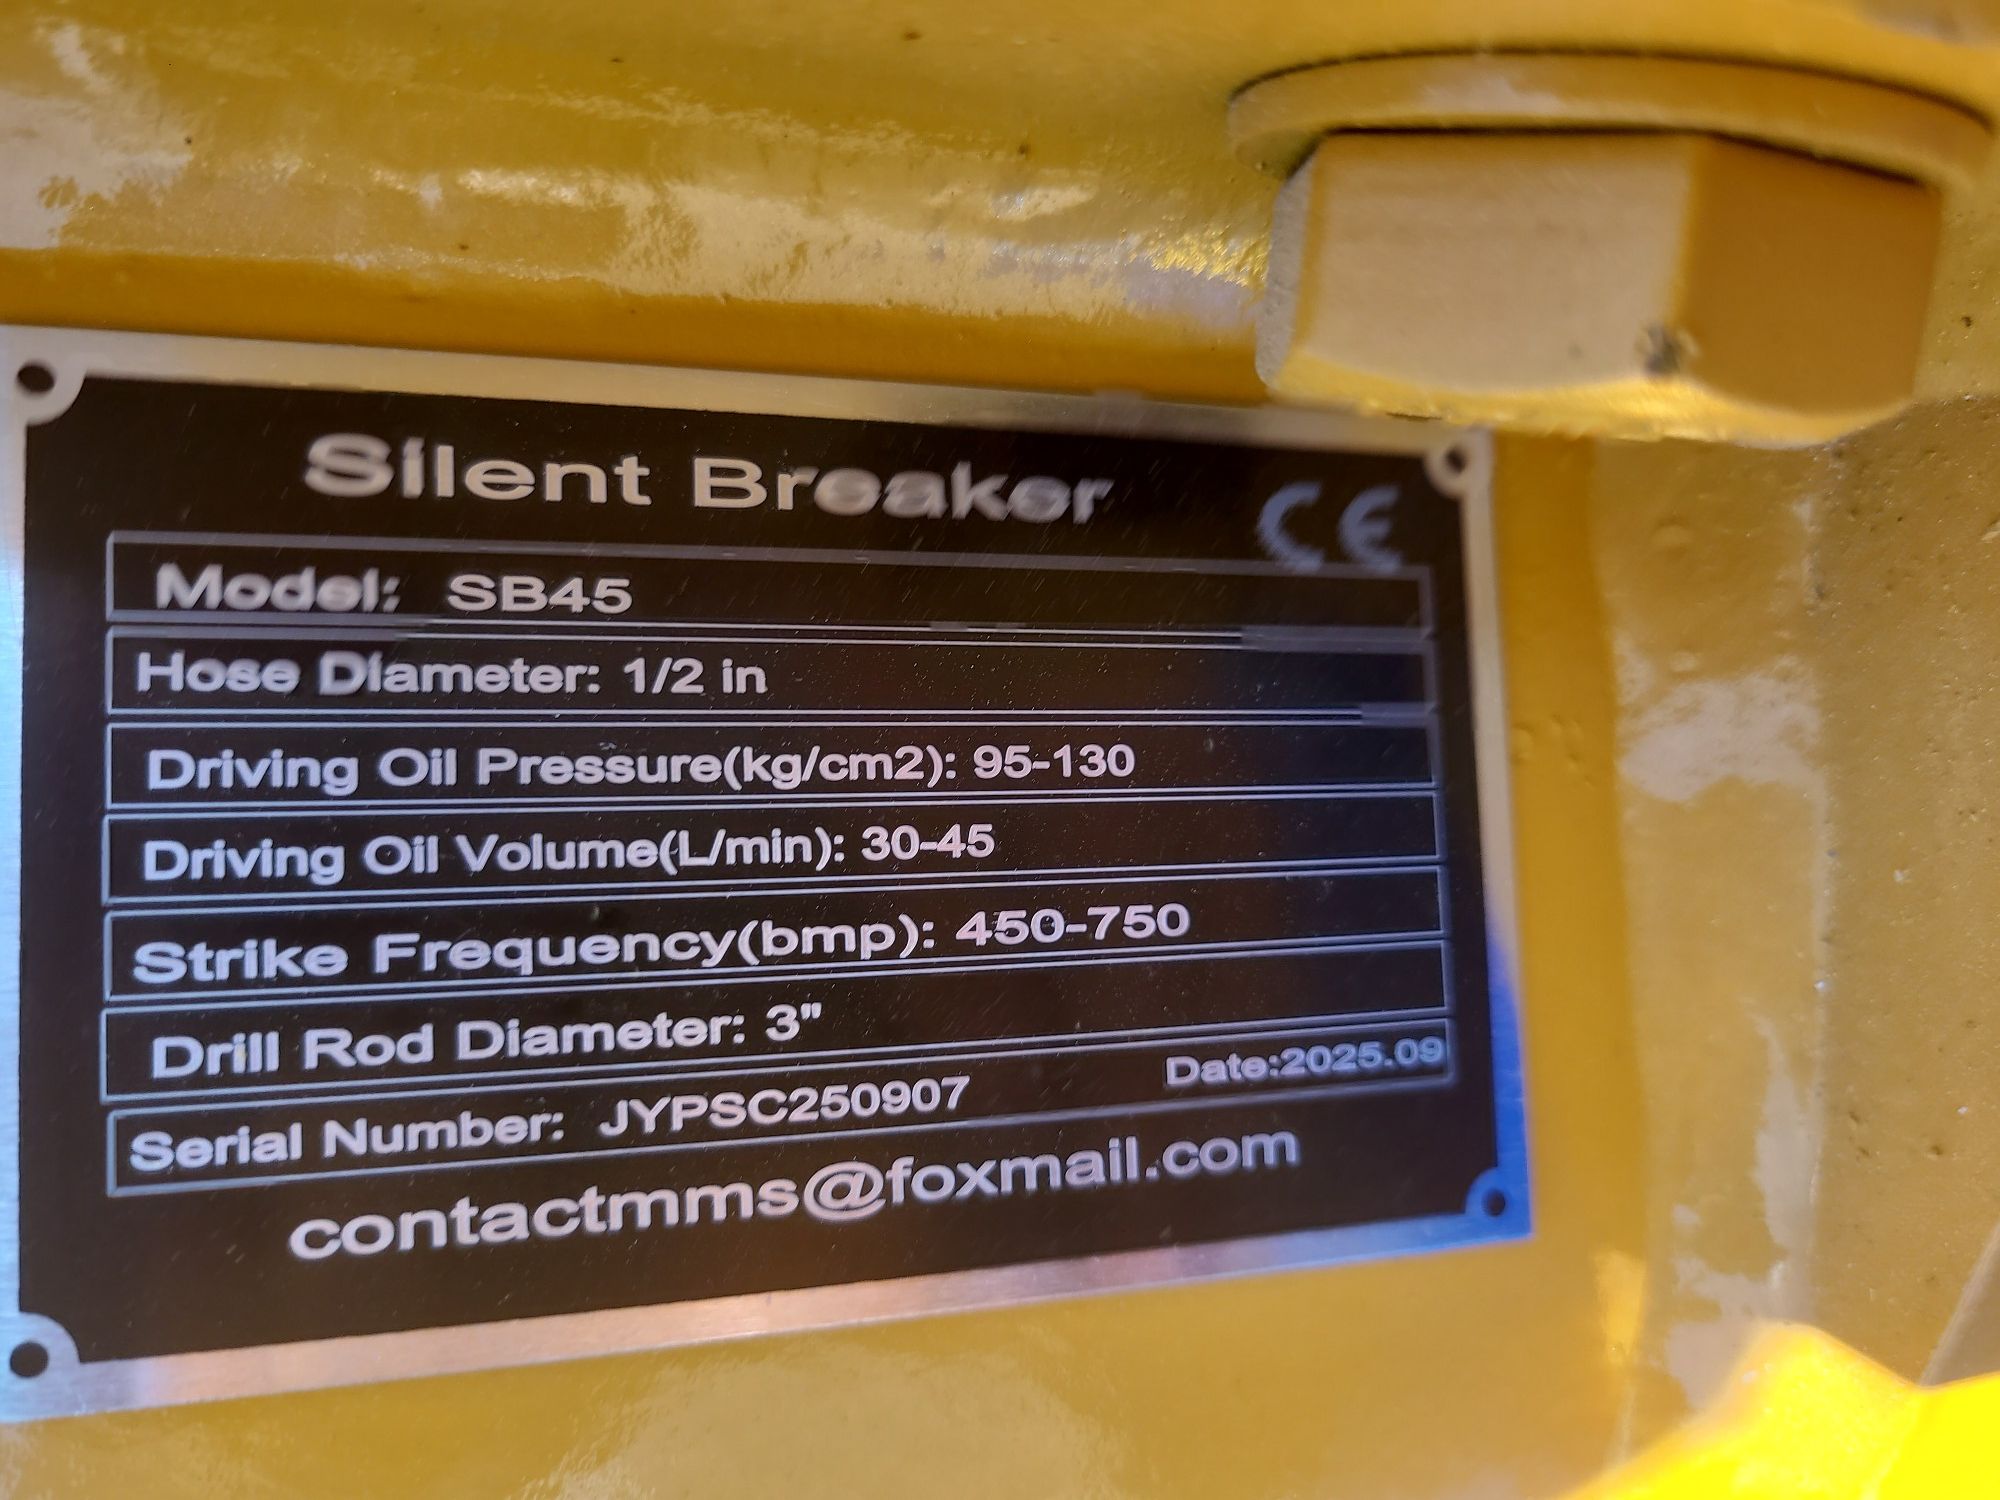 Silent Breaker
CE
Model: SB45
Hose Diameter: 1/2 in
Driving Oil Pressure(kg/cm2): 95-130
Driving Oil Volume(L/min): 30-45
Strike Frequency(bmp): 450-750
Drill Rod Diameter: 3"
Serial Number: JYPSC250907 Date:2025.09
contactmms@foxmail.com